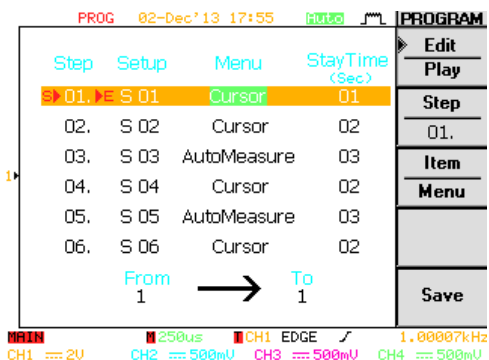 PROG 02-Dec'13 17:55 Auto PROGRAM
Edit
Play
Step Setup Menu StayTime
(Sec)
S 01. E S 01 Cursor 01
Step
01.
02. S 02 Cursor 02
03. S 03 AutoMeasure 03
Item
Menu
1
04. S 04 Cursor 02
05. S 05 AutoMeasure 03
06. S 06 Cursor 02
From To
1 → 1
Save
MAIN M 250us T CH1 EDGE 1.00007kHz
CH1 2V CH2 500mV CH3 500mV CH4 500mV